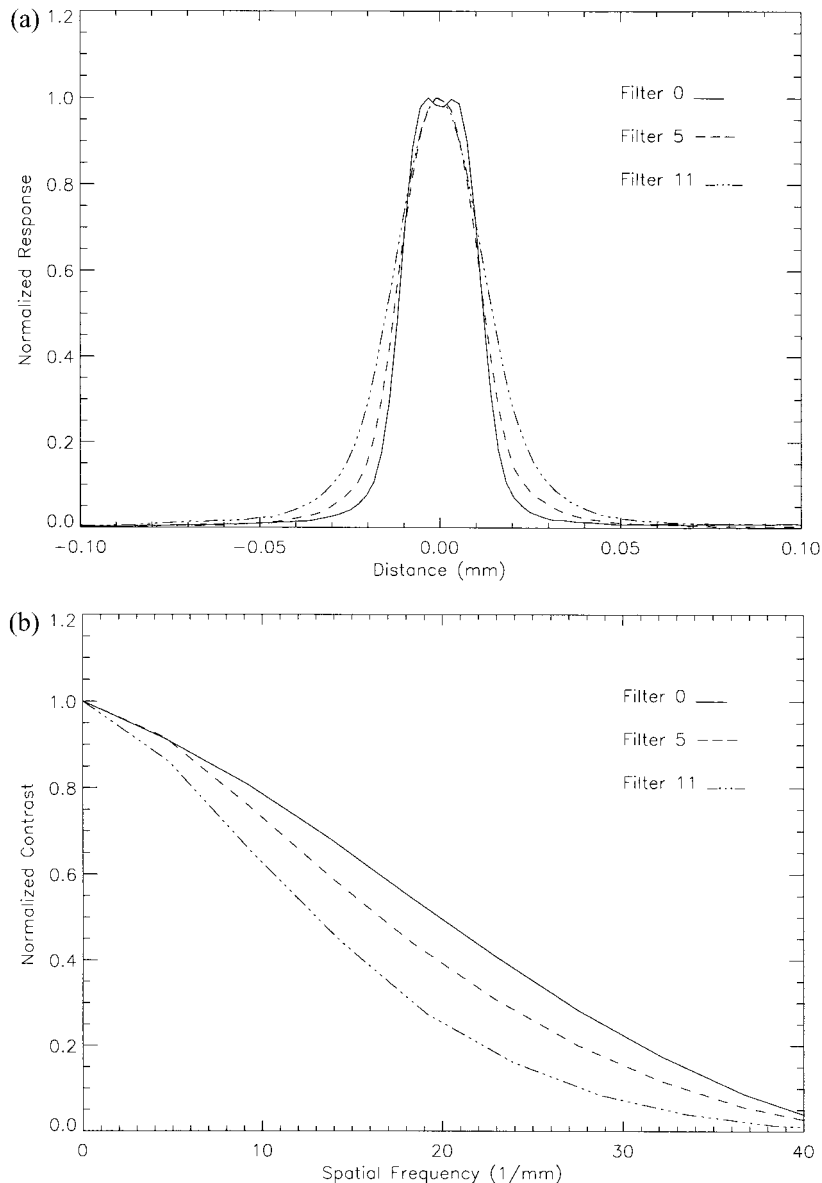 (a)
1.2
1.0
0.8
0.6
0.4
0.2
0.0
Normalized Response
Filter 0
Filter 5
Filter 11
-0.10
-0.05
0.00
0.05
0.10
Distance (mm)
(b)
1.2
1.0
0.8
0.6
0.4
0.2
0.0
Normalized Contrast
Filter 0
Filter 5
Filter 11
0
10
20
30
40
Spatial Frequency (1/mm)